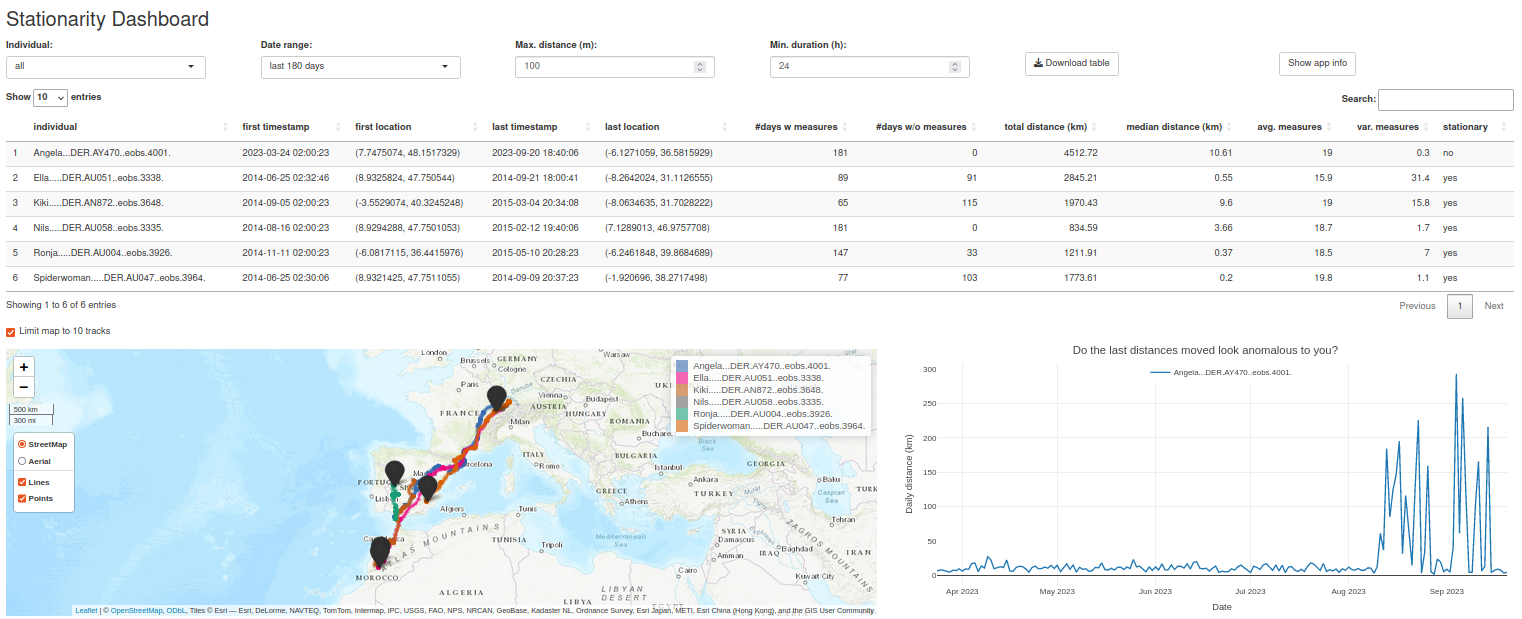 Stationarity Dashboard
Individual: Date range: Max. distance (m): Min. duration (h):
all last 180 days 100 24 Download table Show app info
Show 10 entries Search:
individual first timestamp first location last timestamp last location #days w measures #days w/o measures total distance (km) median distance (km) avg. measures var. measures stationary
1 Angela...DER.AY470..eobs.4001. 2023-03-24 02:00:23 (7.7475074, 48.1517329) 2023-09-20 18:40:06 (-6.1271059, 36.5815929) 181 0 4512.72 10.61 19 0.3 no
2 Ella.....DER.AU051..eobs.3338. 2014-06-25 02:32:46 (8.9325824, 47.750544) 2014-09-21 18:00:41 (-8.2642024, 31.1126555) 89 91 2845.21 0.55 15.9 31.4 yes
3 Kiki.....DER.AN872..eobs.3648. 2014-09-05 02:00:23 (-3.5529074, 40.3245248) 2015-03-04 20:34:08 (-8.0634635, 31.7028222) 65 115 1970.43 9.6 19 15.8 yes
4 Nils.....DER.AU058..eobs.3335. 2014-08-16 02:00:23 (8.9294288, 47.7501053) 2015-02-12 19:40:06 (7.1289013, 46.9757708) 181 0 834.59 3.66 18.7 1.7 yes
5 Ronja.....DER.AU004..eobs.3926. 2014-11-11 02:00:23 (-6.0817115, 36.4415976) 2015-05-10 20:28:23 (-6.2461848, 39.8684689) 147 33 1211.91 0.37 18.5 7 yes
6 Spiderwoman.....DER.AU047..eobs.3964. 2014-06-25 02:30:06 (8.9321425, 47.7511055) 2014-09-09 20:37:23 (-1.920696, 38.2717498) 77 103 1773.61 0.2 19.8 1.1 yes
Showing 1 to 6 of 6 entries Previous 1 Next
Limit map to 10 tracks
+
−
500 km
300 mi
StreetMap
Aerial
Lines
Points
London
Brussels
GERMANY
Cologne
Warsaw
Paris
Danube
CZECHIA
Vienna
Budapest
FRANCE
AUSTRIA
HUNGARY
Milan
ROMANIA
ITALY
Rome
BULGARIA
Black
Sea
Istanbul
GEORGIA
Ankara
TURKEY
Baku
Caspian
Sea
GREECE
Athens
Algiers
Tunis
Tehran
ATLAS MOUNTAINS
TUNISIA
Tripoli
Mediterranean
Sea
SYRIA
Damascus
Amman
IRAQ
Baghdad
IRAN
ZAGROS MOUNTAINS
Kuwait City
Cairo
MOROCCO
ALGERIA
LIBYA
LIBYAN
DESERT
Angela...DER.AY470..eobs.4001.
Ella.....DER.AU051..eobs.3338.
Kiki.....DER.AN872..eobs.3648.
Nils.....DER.AU058..eobs.3335.
Ronja.....DER.AU004..eobs.3926.
Spiderwoman.....DER.AU047..eobs.3964.
Leaflet | © OpenStreetMap, ODbL, Tiles © Esri — Esri, DeLorme, NAVTEQ, TomTom, Intermap, iPC, USGS, FAO, NPS, NRCAN, GeoBase, Kadaster NL, Ordnance Survey, Esri Japan, METI, Esri China (Hong Kong), and the GIS User Community
Do the last distances moved look anomalous to you?
Angela...DER.AY470..eobs.4001.
300
250
200
150
100
50
0
Daily distance (km)
Apr 2023 May 2023 Jun 2023 Jul 2023 Aug 2023 Sep 2023
Date